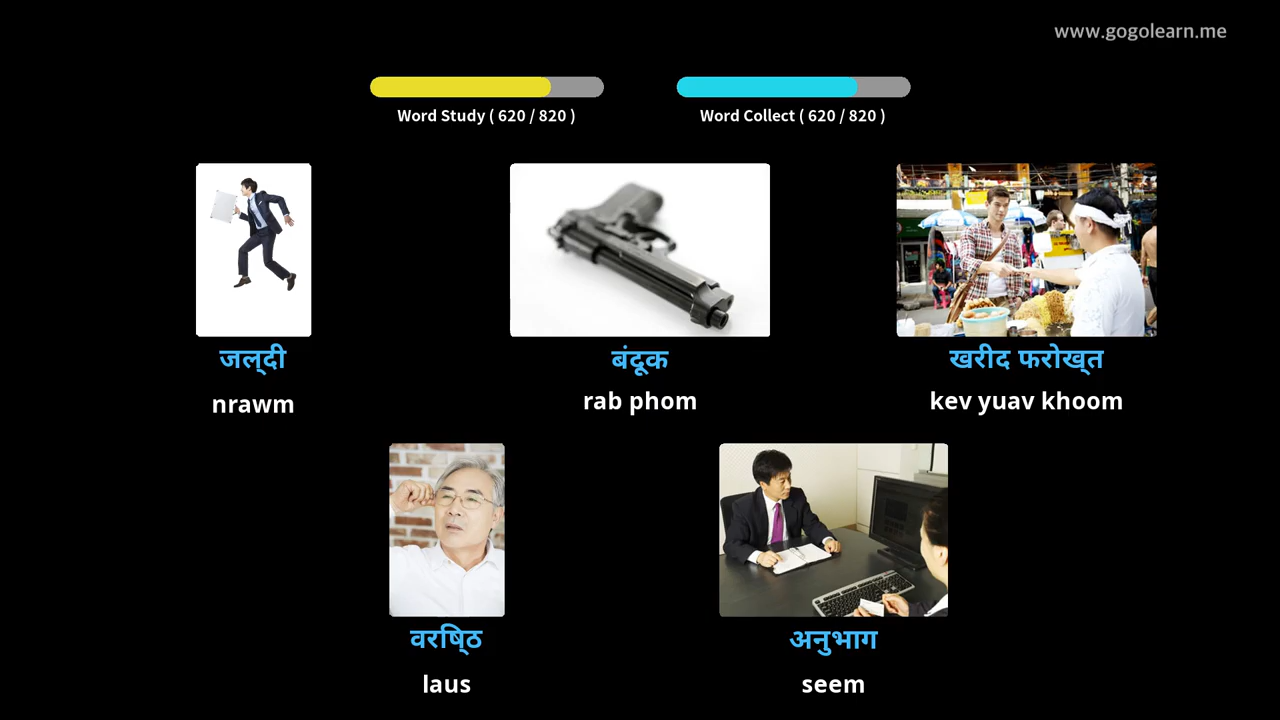 www.gogolearn.me
Word Study ( 620 / 820 )
Word Collect ( 620 / 820 )
जल्दी
nrawm
बंदूक
rab phom
खरीद फरोख्त
kev yuav khoom
वरिष्ठ
laus
अनुभाग
seem